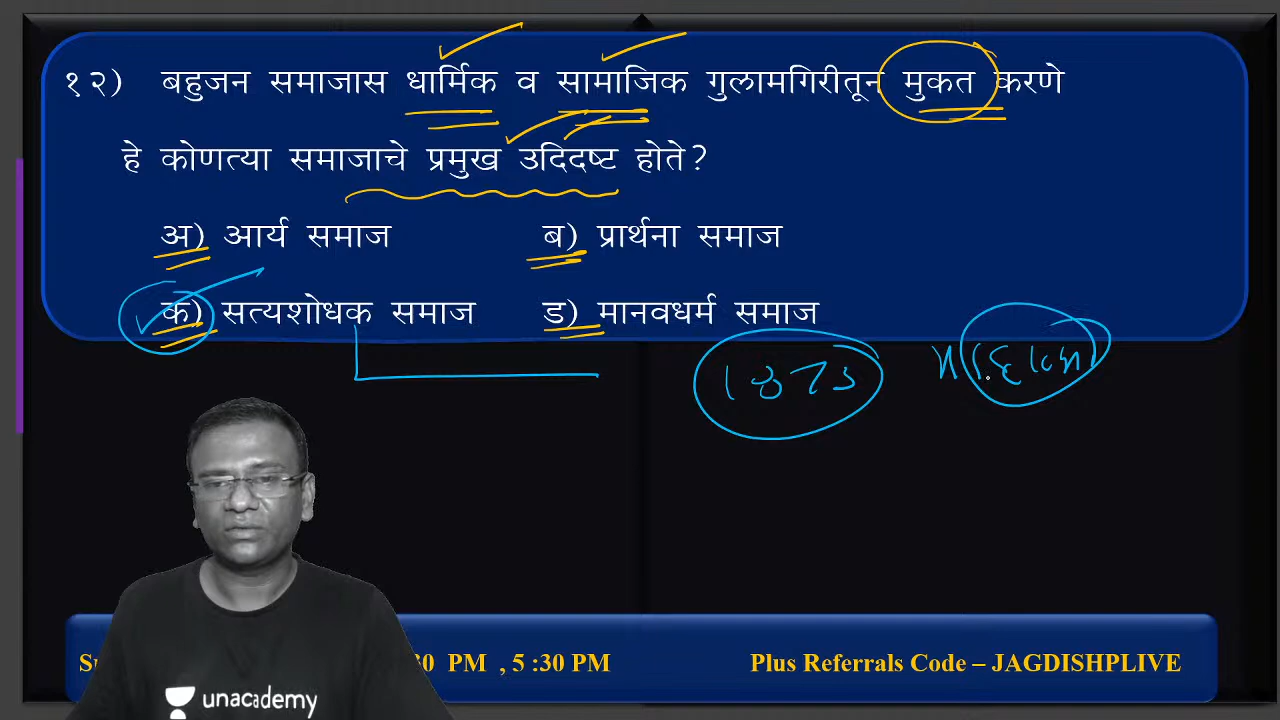 १२) बहुजन समाजास धार्मिक व सामाजिक गुलामगिरीतून मुकत करणे
हे कोणत्या समाजाचे प्रमुख उदिदष्ट होते?
अ) आर्य समाज ब) प्रार्थना समाज
क) सत्यशोधक समाज ड) मानवधर्म समाज
1873
30 PM , 5 :30 PM Plus Referrals Code – JAGDISHPLIVE
unacademy